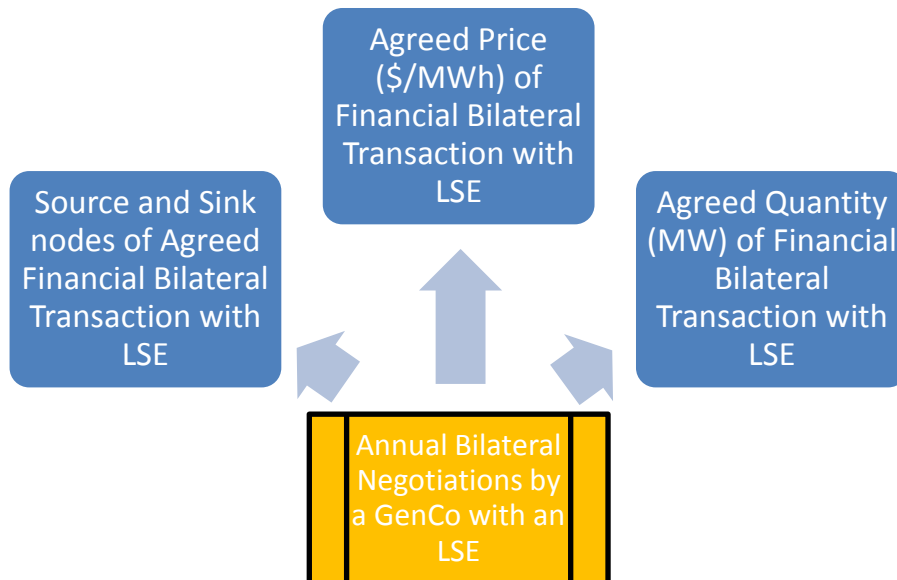 Agreed Price
($/MWh) of
Financial Bilateral
Transaction with
LSE
Source and Sink
nodes of Agreed
Financial Bilateral
Transaction with
LSE
Agreed Quantity
(MW) of Financial
Bilateral
Transaction with
LSE
Annual Bilateral
Negotiations by
a GenCo with an
LSE